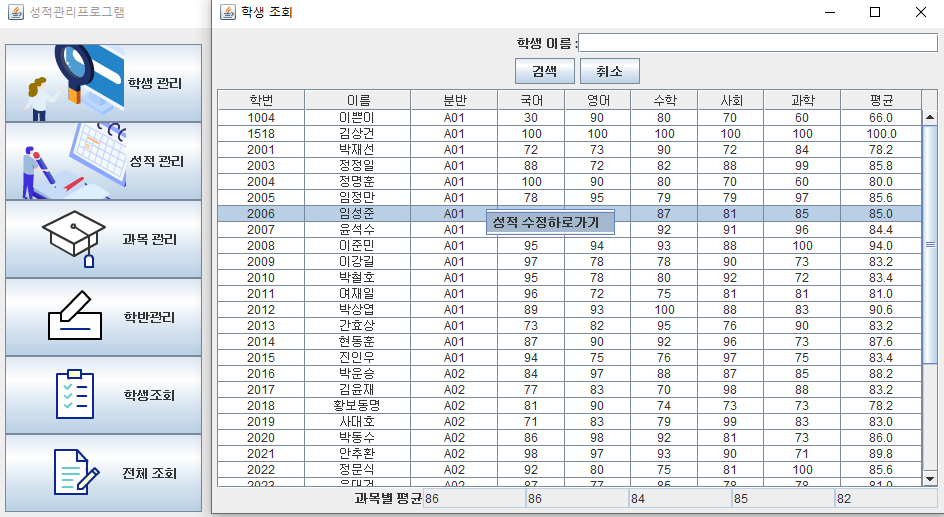 성적관리프로그램
학생 관리
성적 관리
과목 관리
학반관리
학생조회
전체 조회
학생 조회
학생 이름 :
검색 취소
학번 이름 분반 국어 영어 수학 사회 과학 평균
1004 이쁜이 A01 30 90 80 70 60 66.0
1518 김상건 A01 100 100 100 100 100 100.0
2001 박재선 A01 72 73 90 72 84 78.2
2003 정정일 A01 88 72 82 88 99 85.8
2004 정명훈 A01 100 90 80 70 60 80.0
2005 임정만 A01 78 95 79 79 97 85.6
2006 임성준 A01 87 81 85 85.0
성적 수정하로가기
2007 윤석수 A01 92 91 96 84.4
2008 이준민 A01 95 94 93 88 100 94.0
2009 이강길 A01 97 78 78 90 73 83.2
2010 박철호 A01 95 78 80 92 72 83.4
2011 여재일 A01 96 72 75 81 81 81.0
2012 박상엽 A01 89 93 100 88 83 90.6
2013 간효상 A01 73 82 95 76 90 83.2
2014 현동훈 A01 87 90 92 96 73 87.6
2015 진인우 A01 94 75 76 97 75 83.4
2016 박운승 A02 84 97 88 87 85 88.2
2017 김윤재 A02 77 83 70 98 88 83.2
2018 황보동명 A02 81 90 74 73 73 78.2
2019 사대호 A02 71 83 79 99 83 83.0
2020 박동수 A02 86 98 92 81 73 86.0
2021 안추환 A02 98 97 93 90 71 89.8
2022 정문식 A02 92 80 75 81 100 85.6
2023 A02 87 77 85 78 78 81.0
과목별 평균 86 86 84 85 82